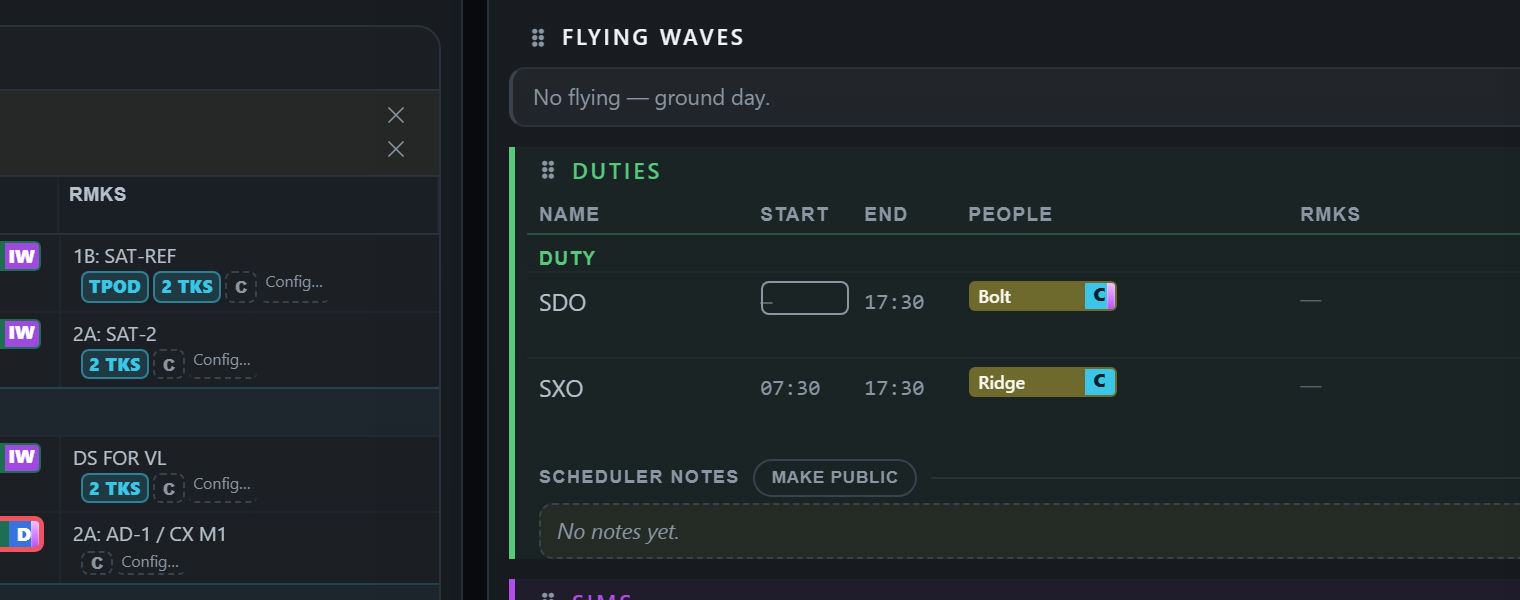 RMKS
IW
1B: SAT-REF
TPOD 2 TKS C Config...
IW
2A: SAT-2
2 TKS C Config...
IW
DS FOR VL
2 TKS C Config...
D
2A: AD-1 / CX M1
C Config...
FLYING WAVES
No flying — ground day.
DUTIES
NAME START END PEOPLE RMKS
DUTY
SDO — 17:30 Bolt C —
SXO 07:30 17:30 Ridge C —
SCHEDULER NOTES MAKE PUBLIC
No notes yet.
SIMS